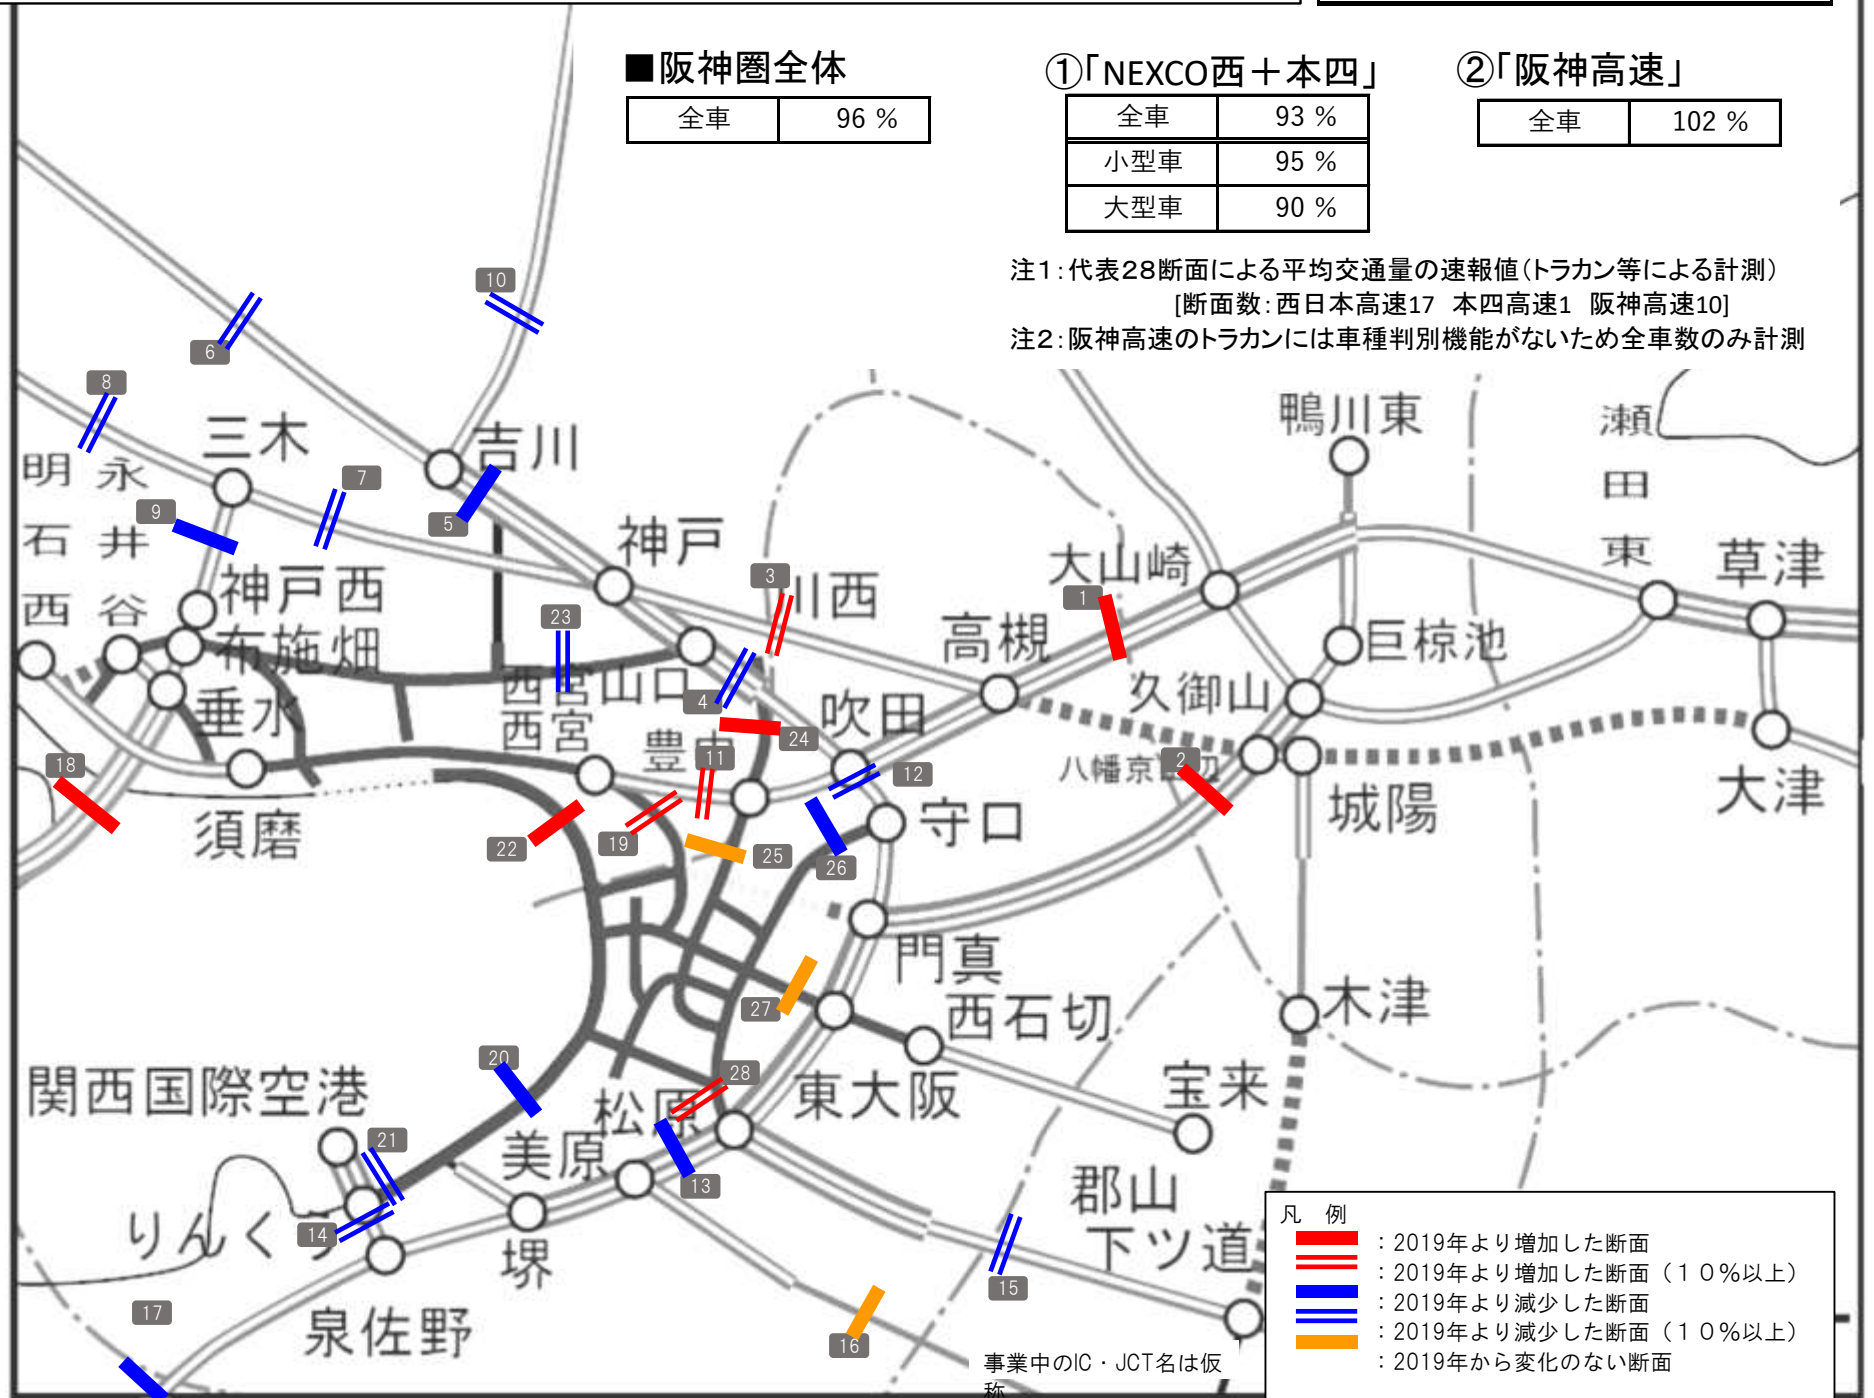 ■阪神圏全体
全車 96 %
①「NEXCO西＋本四」
全車 93 %
小型車 95 %
大型車 90 %
②「阪神高速」
全車 102 %
注1：代表28断面による平均交通量の速報値（トラカン等による計測）
[断面数：西日本高速17 本四高速1 阪神高速10]
注2：阪神高速のトラカンには車種判別機能がないため全車数のみ計測
10
6
8
三木
吉川
鴨川東
瀬田東
明石西
永井谷
7
9
5
神戸
大山崎
草津
3
川西
1
神戸西
布施畑
23
高槻
巨椋池
西宮山口
4
久御山
垂水
西宮
24
吹田
豊中
11
12
八幡京田辺
2
18
大津
城陽
須磨
22
19
25
26
守口
門真
27
西石切
木津
20
関西国際空港
28
松原
東大阪
宝来
21
美原
13
郡山下ツ道
りんくう
14
堺
15
17
泉佐野
16
事業中のIC・JCT名は仮
称
凡 例
：2019年より増加した断面
：2019年より増加した断面（１０%以上）
：2019年より減少した断面
：2019年より減少した断面（１０%以上）
：2019年から変化のない断面